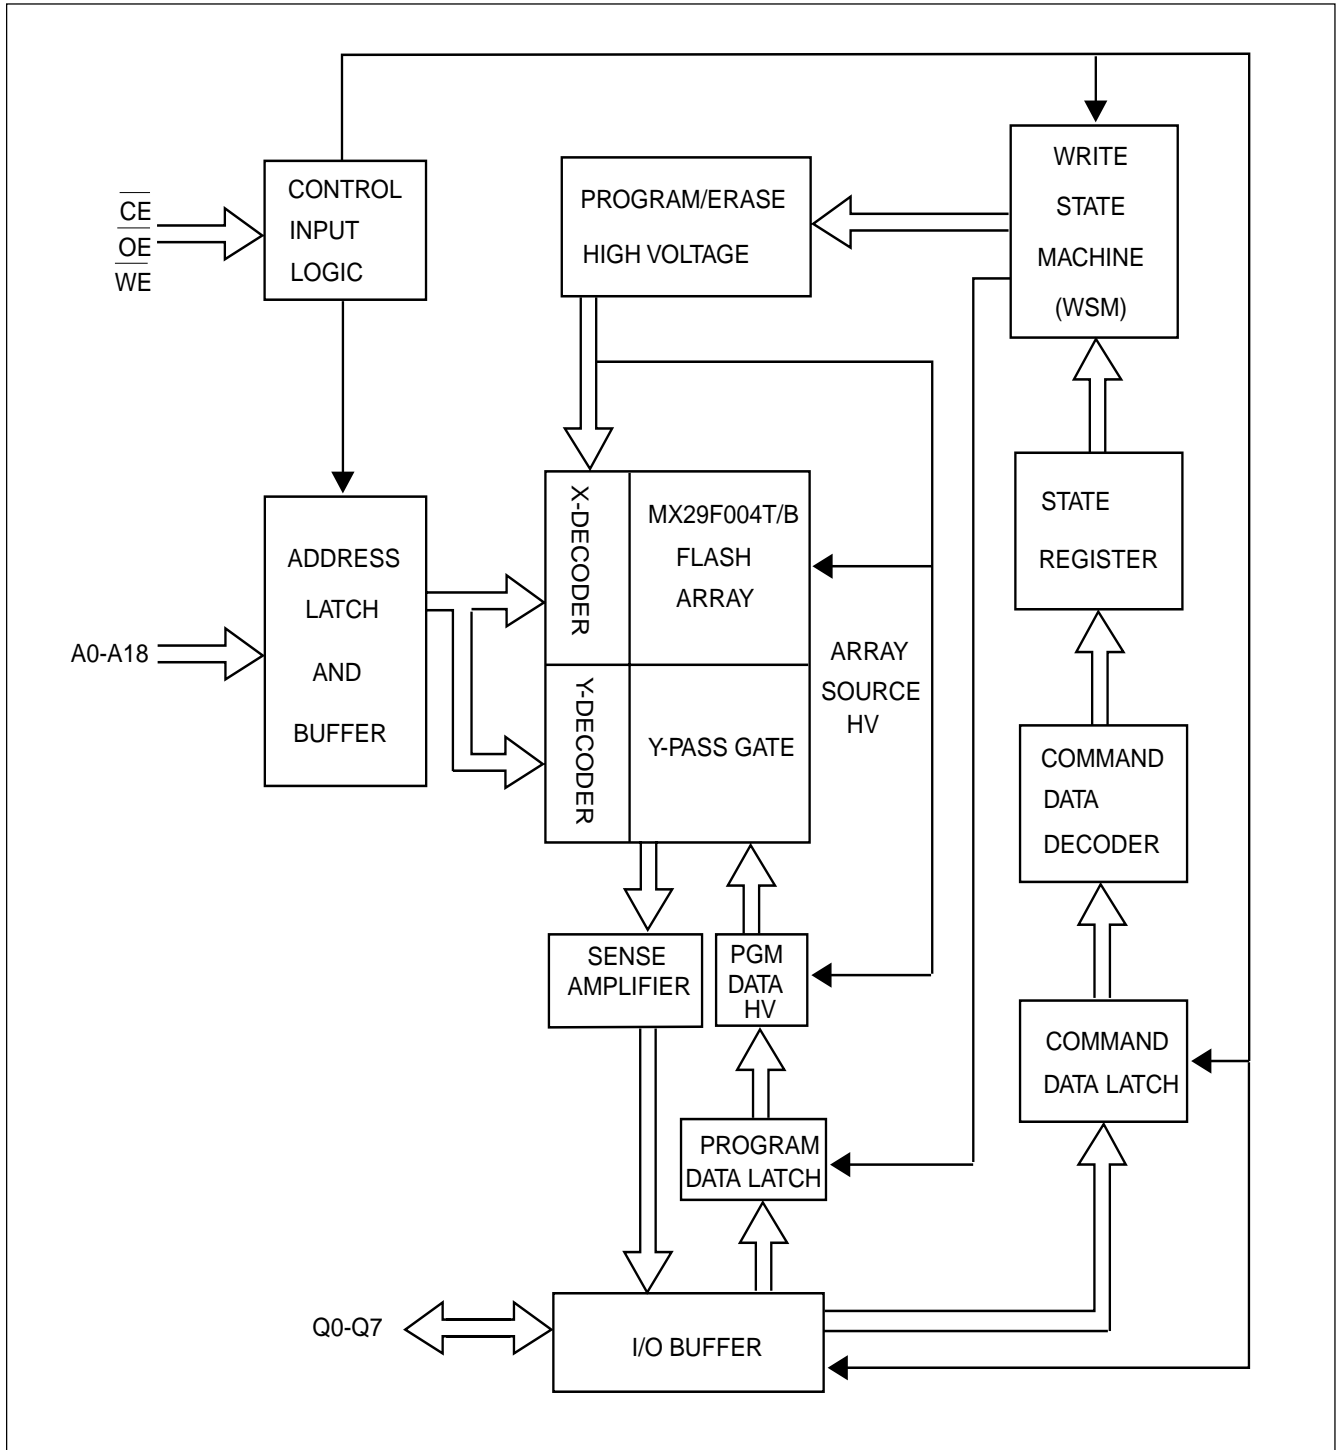 CE
OE
WE
CONTROL
INPUT
LOGIC
PROGRAM/ERASE
HIGH VOLTAGE
WRITE
STATE
MACHINE
(WSM)
ADDRESS
LATCH
AND
BUFFER
A0-A18
X-DECODER
MX29F004T/B
FLASH
ARRAY
Y-DECODER
Y-PASS GATE
ARRAY
SOURCE
HV
STATE
REGISTER
COMMAND
DATA
DECODER
SENSE
AMPLIFIER
PGM
DATA
HV
COMMAND
DATA LATCH
PROGRAM
DATA LATCH
Q0-Q7
I/O BUFFER